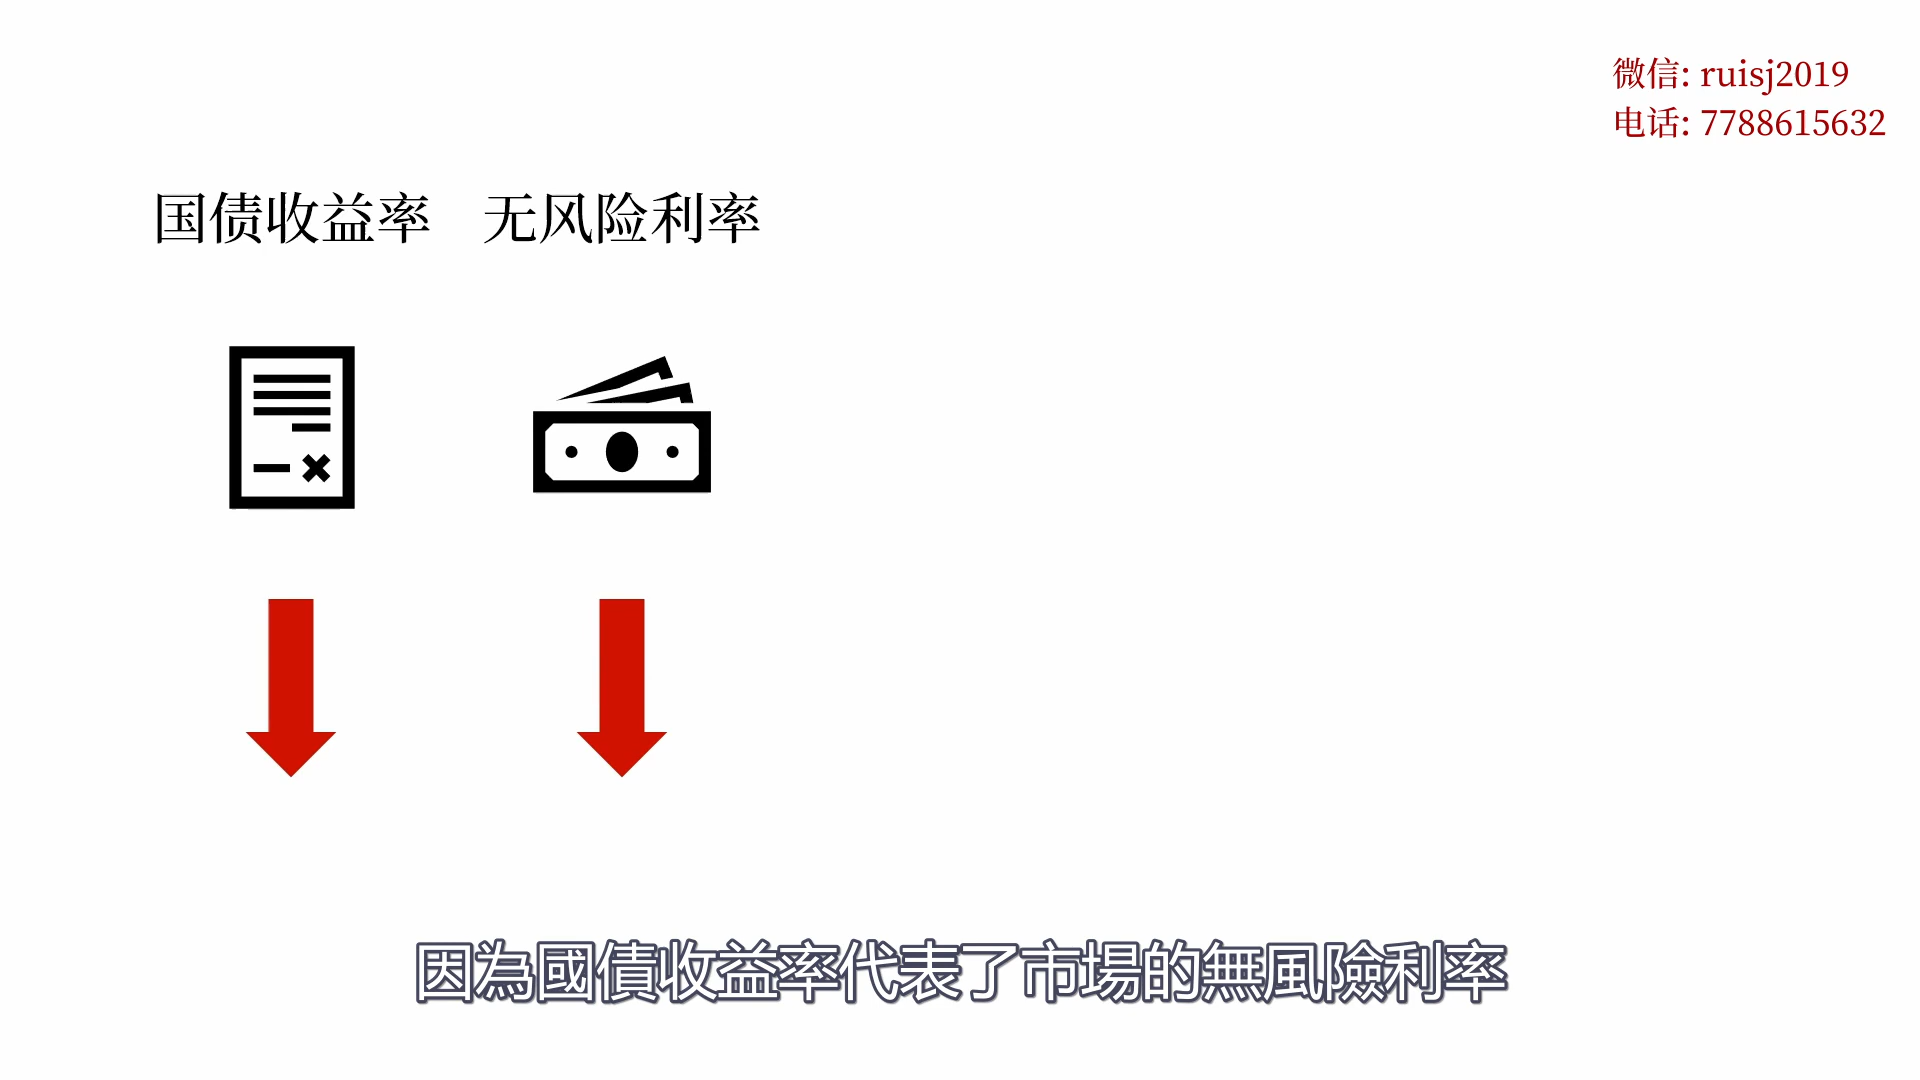 微信: ruisj2019
电话: 7788615632
国债收益率 无风险利率
因為國債收益率代表了市場的無風險利率